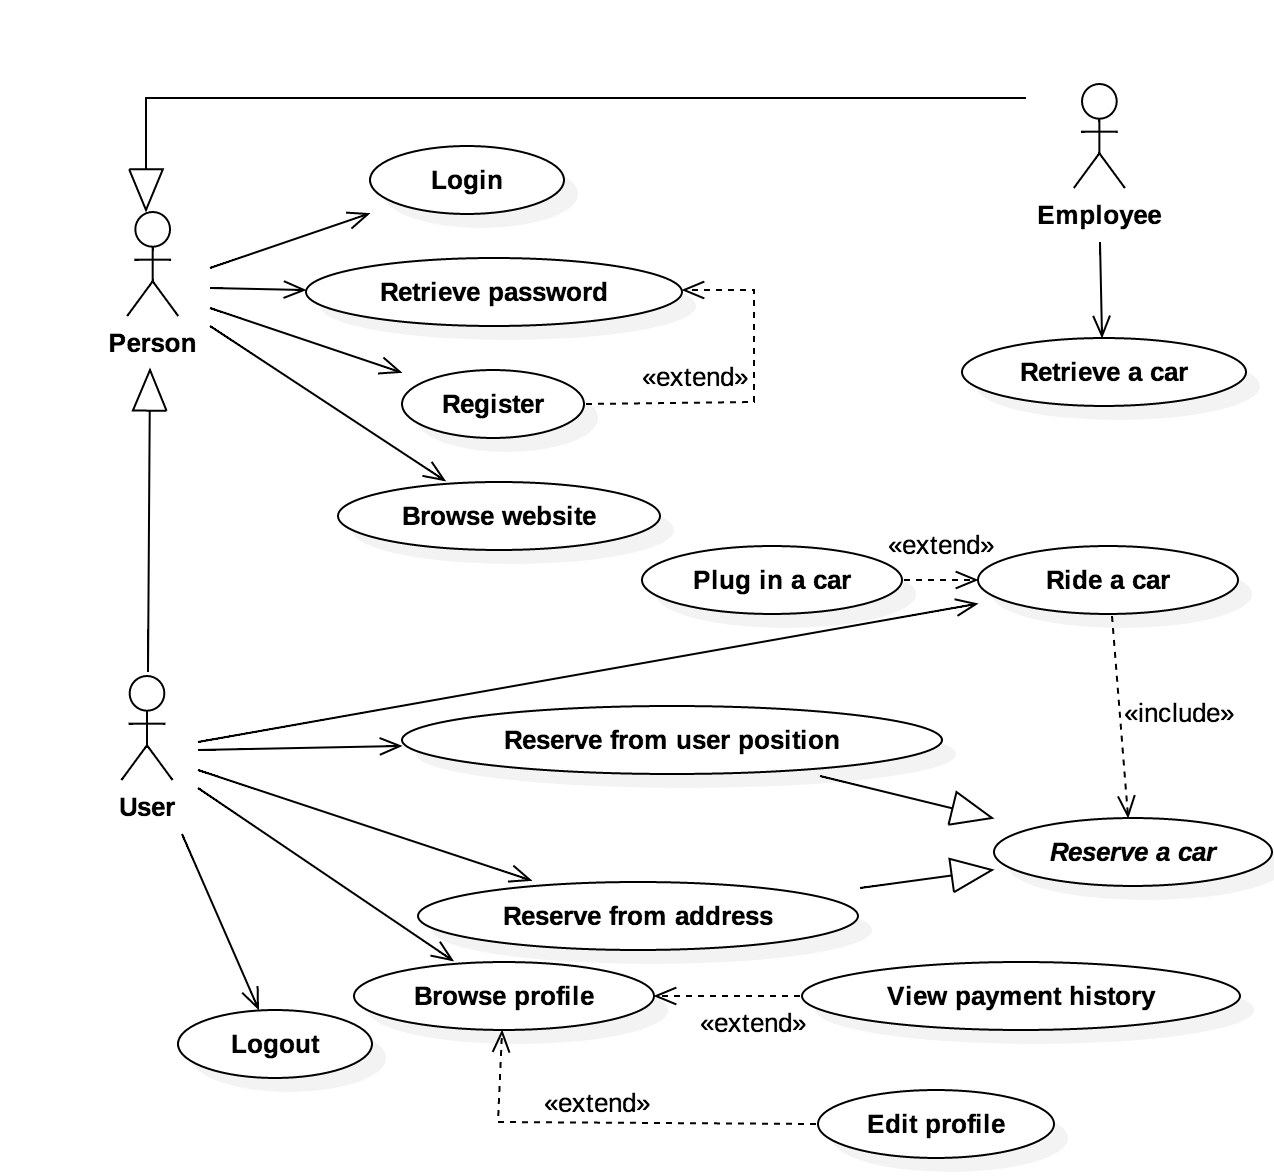 Login
Employee
Retrieve password
Person
«extend»
Retrieve a car
Register
Browse website
«extend»
Plug in a car
Ride a car
«include»
Reserve from user position
User
Reserve a car
Reserve from address
Browse profile
View payment history
«extend»
Logout
«extend»
Edit profile